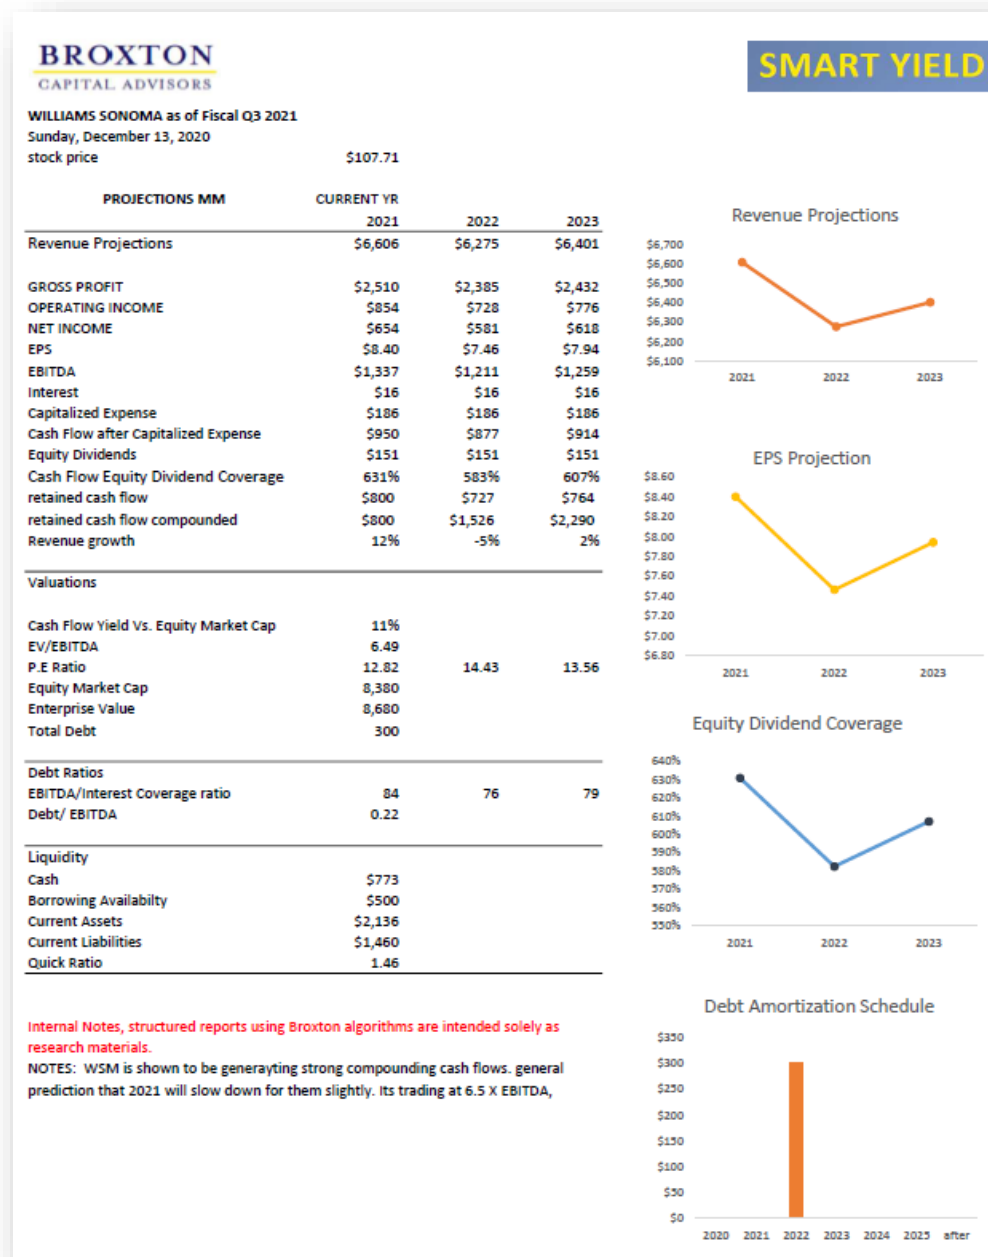 BROXTON
CAPITAL ADVISORS
SMART YIELD
WILLIAMS SONOMA as of Fiscal Q3 2021
Sunday, December 13, 2020
stock price $107.71
PROJECTIONS MM CURRENT YR
2021 2022 2023
Revenue Projections $6,606 $6,275 $6,401
GROSS PROFIT $2,510 $2,385 $2,432
OPERATING INCOME $854 $728 $776
NET INCOME $654 $581 $618
EPS $8.40 $7.46 $7.94
EBITDA $1,337 $1,211 $1,259
Interest $16 $16 $16
Capitalized Expense $186 $186 $186
Cash Flow after Capitalized Expense $950 $877 $914
Equity Dividends $151 $151 $151
Cash Flow Equity Dividend Coverage 631% 583% 607%
retained cash flow $800 $727 $764
retained cash flow compounded $800 $1,526 $2,290
Revenue growth 12% -5% 2%
Valuations
Cash Flow Yield Vs. Equity Market Cap 11%
EV/EBITDA 6.49
P.E Ratio 12.82 14.43 13.56
Equity Market Cap 8,380
Enterprise Value 8,680
Total Debt 300
Debt Ratios
EBITDA/Interest Coverage ratio 84 76 79
Debt/ EBITDA 0.22
Liquidity
Cash $773
Borrowing Availabilty $500
Current Assets $2,136
Current Liabilities $1,460
Quick Ratio 1.46
Internal Notes, structured reports using Broxton algorithms are intended solely as
research materials.
NOTES: WSM is shown to be generayting strong compounding cash flows. general
prediction that 2021 will slow down for them slightly. Its trading at 6.5 X EBITDA,
Revenue Projections
$6,700
$6,600
$6,500
$6,400
$6,300
$6,200
$6,100
2021 2022 2023
EPS Projection
$8.60
$8.40
$8.20
$8.00
$7.80
$7.60
$7.40
$7.20
$7.00
$6.80
2021 2022 2023
Equity Dividend Coverage
640%
630%
620%
610%
600%
590%
580%
570%
560%
550%
2021 2022 2023
Debt Amortization Schedule
$350
$300
$250
$200
$150
$100
$50
$0
2020 2021 2022 2023 2024 2025 after